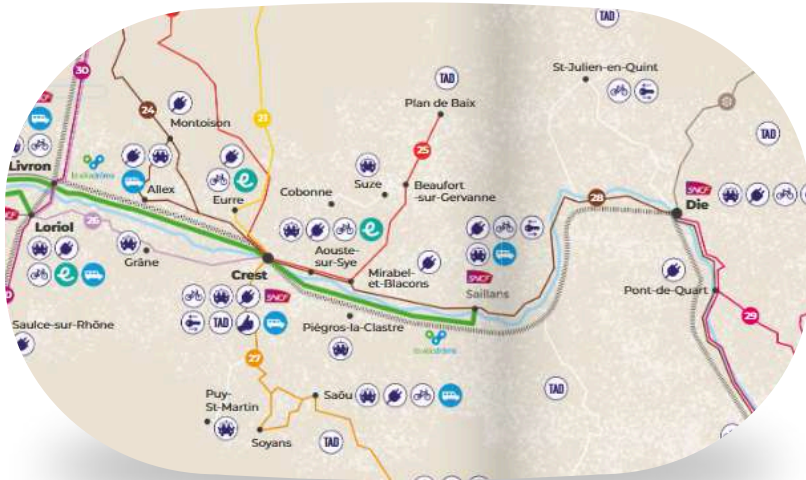 TAD
St-Julien-en-Quint
30
SNCF
TAD
24
Plan de Baix
Montoison
21
TAD
25
Livron
Allex
Eurre
Cobonne
Suze
Beaufort
-sur-Gervanne
28
SNCF
Die
Loriol
26
Grâne
Crest
Aouste-
sur-Sye
Mirabel-
et-Blacons
SNCF
Saillans
Pont-de-Quart
SNCF
TAD
Saulce-sur-Rhône
Piégros-la-Clastre
29
27
Puy-
St-Martin
Saôu
TAD
Soyans
TAD